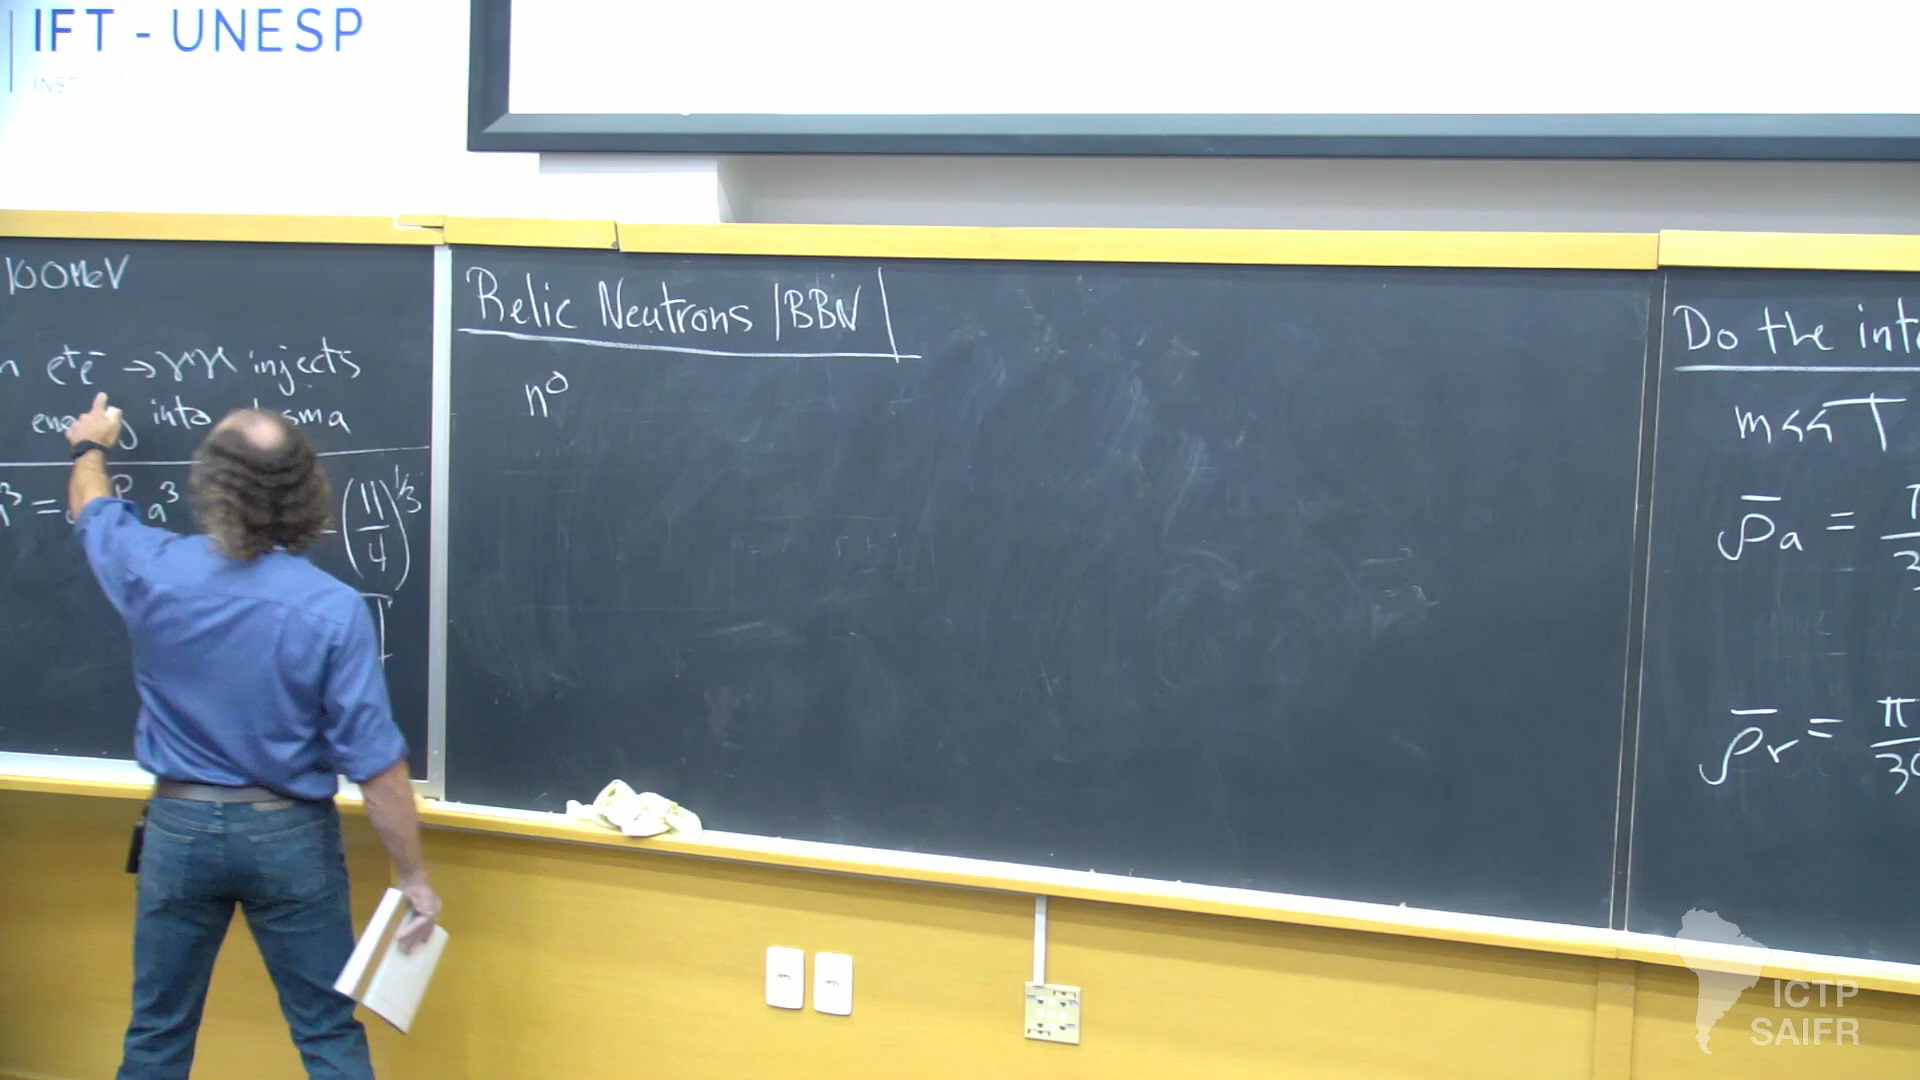 IFT - UNESP
100MeV
e⁺e⁻ → γγ injects
into
a³
(11/4)^1/3
Relic Neutrons | BBN |
n⁰
Do the
m << T
ρ̄a =
ρ̄r = π
ICTP
SAIFR